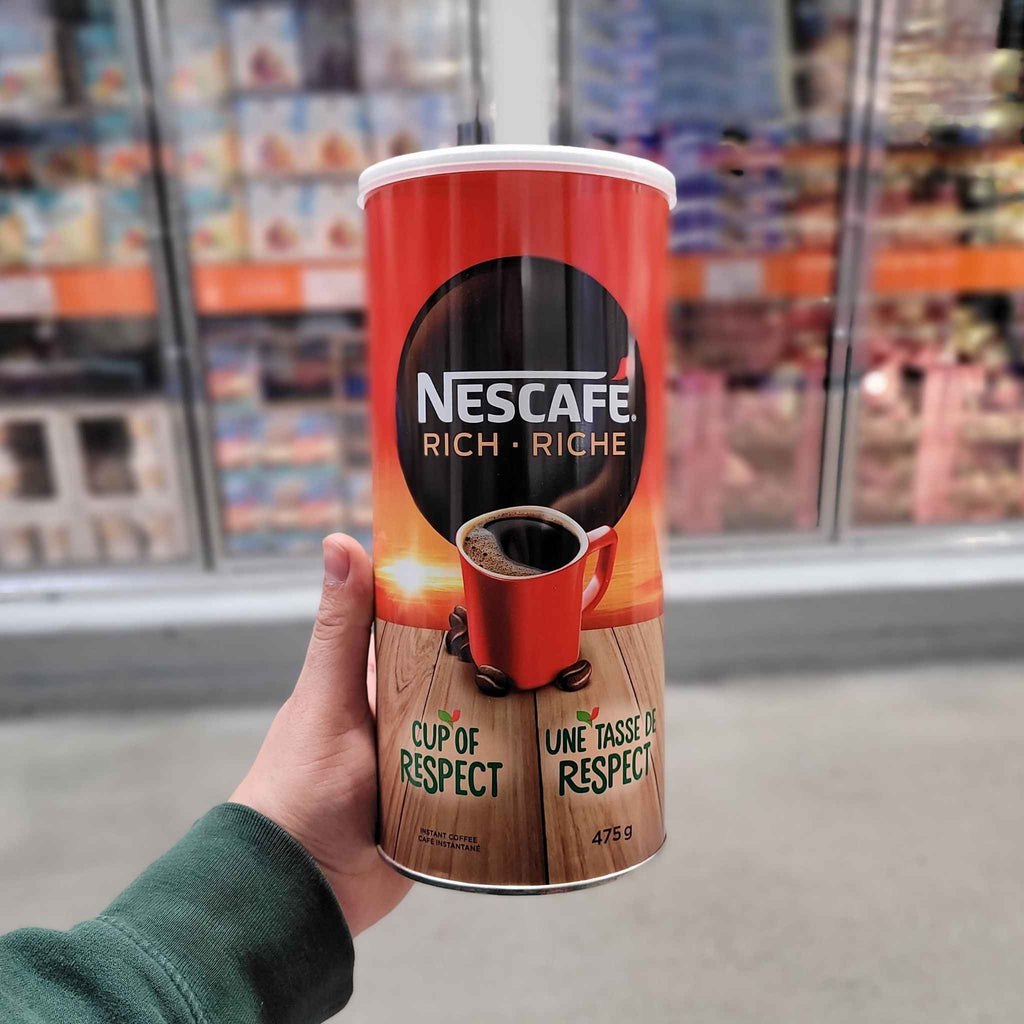 NESCAFÉ®
RICH · RICHE
CUP OF
RESPECT
UNE TASSE DE
RESPECT
INSTANT COFFEE
CAFÉ INSTANTANÉ
475 g